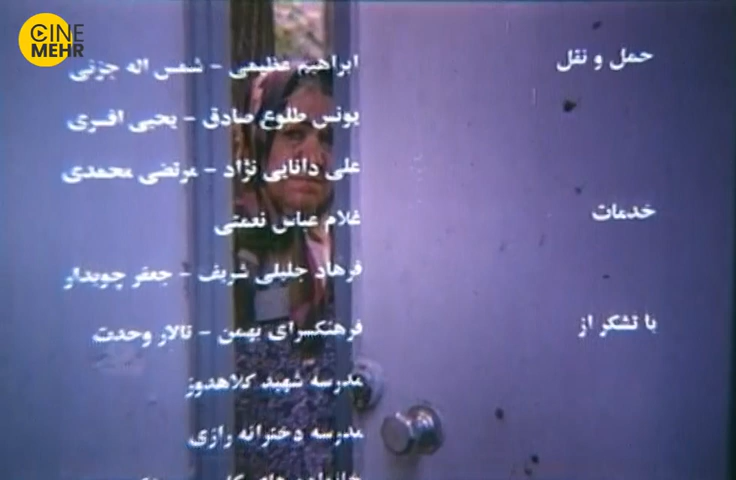 CINE
MEHR
حمل و نقل
ابراهیم عظیمی - شمس اله جزنی
یونس طلوع صادق - یحیی افسری
علی دانایی نژاد - مرتضی محمدی
خدمات
غلام عباس نعمتی
فرهاد جلیلی شریف - جعفر چوبدار
با تشکر از
فرهنگسرای بهمن - تالار وحدت
مدرسه شهید کلاهدوز
مدرسه دخترانه رازی